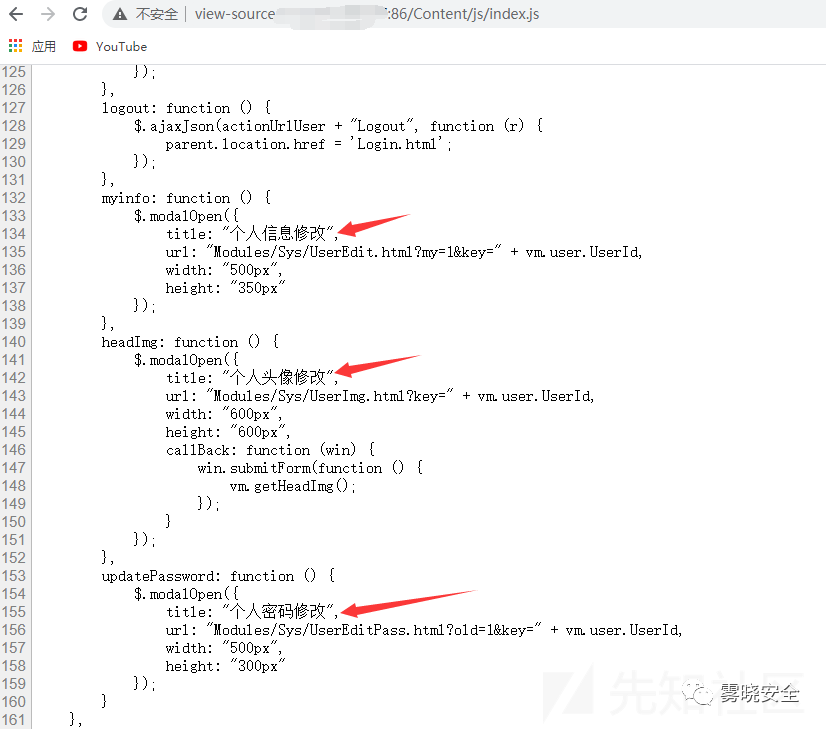 不安全 | view-source :86/Content/js/index.js
应用 YouTube
125 });
126 },
127 logout: function () {
128 $.ajaxJson(actionUrlUser + "Logout", function (r) {
129 parent.location.href = 'Login.html';
130 });
131 },
132 myinfo: function () {
133 $.modalOpen({
134 title: "个人信息修改",
135 url: "Modules/Sys/UserEdit.html?my=1&key=" + vm.user.UserId,
136 width: "500px",
137 height: "350px"
138 });
139 },
140 headImg: function () {
141 $.modalOpen({
142 title: "个人头像修改",
143 url: "Modules/Sys/UserImg.html?key=" + vm.user.UserId,
144 width: "600px",
145 height: "600px",
146 callBack: function (win) {
147 win.submitForm(function () {
148 vm.getHeadImg();
149 });
150 }
151 });
152 },
153 updatePassword: function () {
154 $.modalOpen({
155 title: "个人密码修改",
156 url: "Modules/Sys/UserEditPass.html?old=1&key=" + vm.user.UserId,
157 width: "500px",
158 height: "300px"
159 });
160 }
161 },
先知社区
雾晓安全